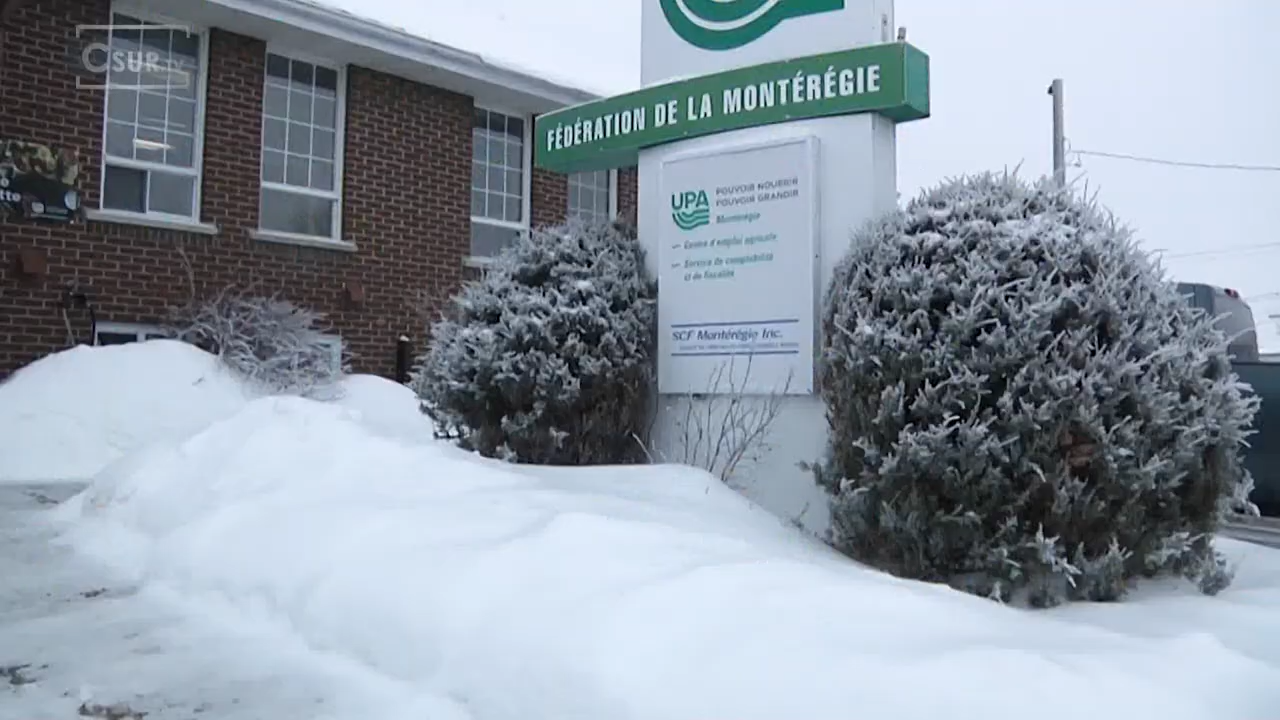 CSUR.TV
FÉDÉRATION DE LA MONTÉRÉGIE
UPA
POUVOIR NOURRIR
POUVOIR GRANDIR
Montérégie
Centre d'emploi agricole
Service de comptabilité
et de fiscalité
SCF Montérégie Inc.